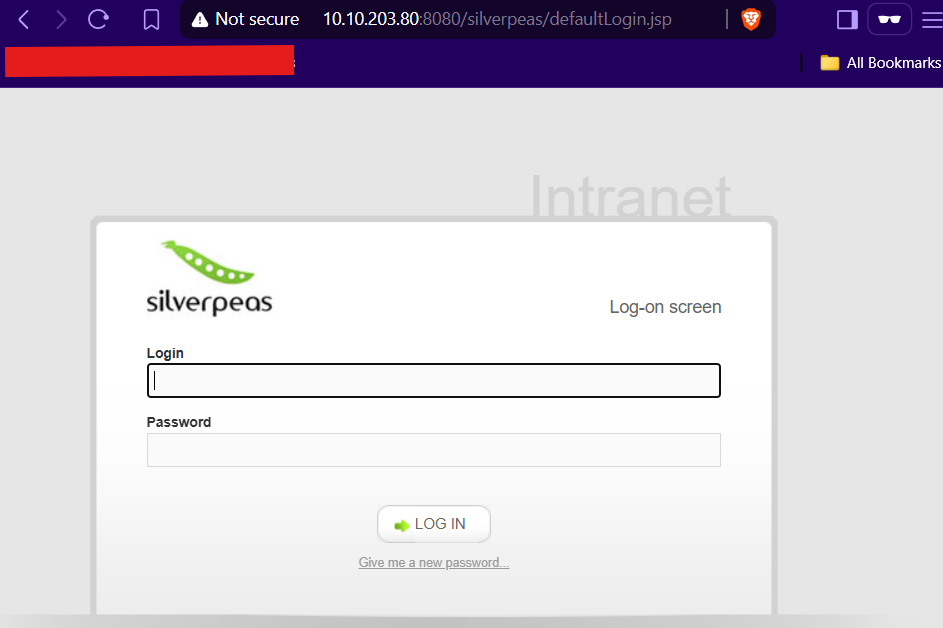 Not secure 10.10.203.80:8080/silverpeas/defaultLogin.jsp
All Bookmarks
Intranet
silverpeas
Log-on screen
Login
Password
LOG IN
Give me a new password...